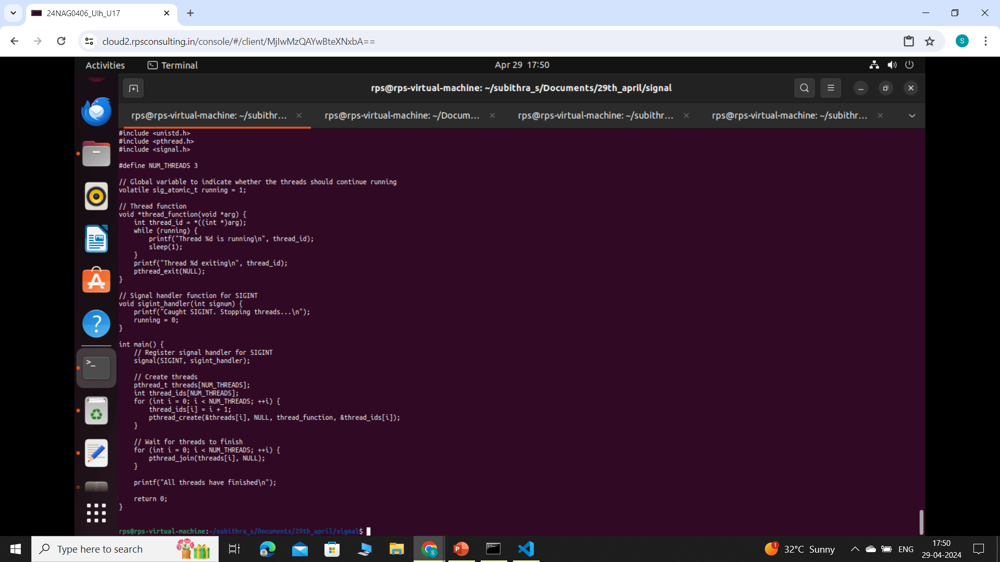 24NAG0406_Ulh_U17
cloud2.rpsconsulting.in/console/#/client/MjIwMzQAYwBteXNxbA==
S
Activities
Terminal
Apr 29 17:50
rps@rps-virtual-machine: ~/subithra_s/Documents/29th_april/signal
rps@rps-virtual-machine: ~/subithr...
rps@rps-virtual-machine: ~/Docum...
rps@rps-virtual-machine: ~/subithr...
rps@rps-virtual-machine: ~/subithr...
#include <unistd.h>
#include <pthread.h>
#include <signal.h>
#define NUM_THREADS 3
// Global variable to indicate whether the threads should continue running
volatile sig_atomic_t running = 1;
// Thread function
void *thread_function(void *arg) {
    int thread_id = *((int *)arg);
    while (running) {
        printf("Thread %d is running\n", thread_id);
        sleep(1);
    }
    printf("Thread %d exiting\n", thread_id);
    pthread_exit(NULL);
}
// Signal handler function for SIGINT
void sigint_handler(int signum) {
    printf("Caught SIGINT. Stopping threads...\n");
    running = 0;
}
int main() {
    // Register signal handler for SIGINT
    signal(SIGINT, sigint_handler);
    // Create threads
    pthread_t threads[NUM_THREADS];
    int thread_ids[NUM_THREADS];
    for (int i = 0; i < NUM_THREADS; ++i) {
        thread_ids[i] = i + 1;
        pthread_create(&threads[i], NULL, thread_function, &thread_ids[i]);
    }
    // Wait for threads to finish
    for (int i = 0; i < NUM_THREADS; ++i) {
        pthread_join(threads[i], NULL);
    }
    printf("All threads have finished\n");
    return 0;
}
rps@rps-virtual-machine:~/subithra_s/Documents/29th_april/signal$
Type here to search
1
32°C Sunny
ENG
17:50
29-04-2024